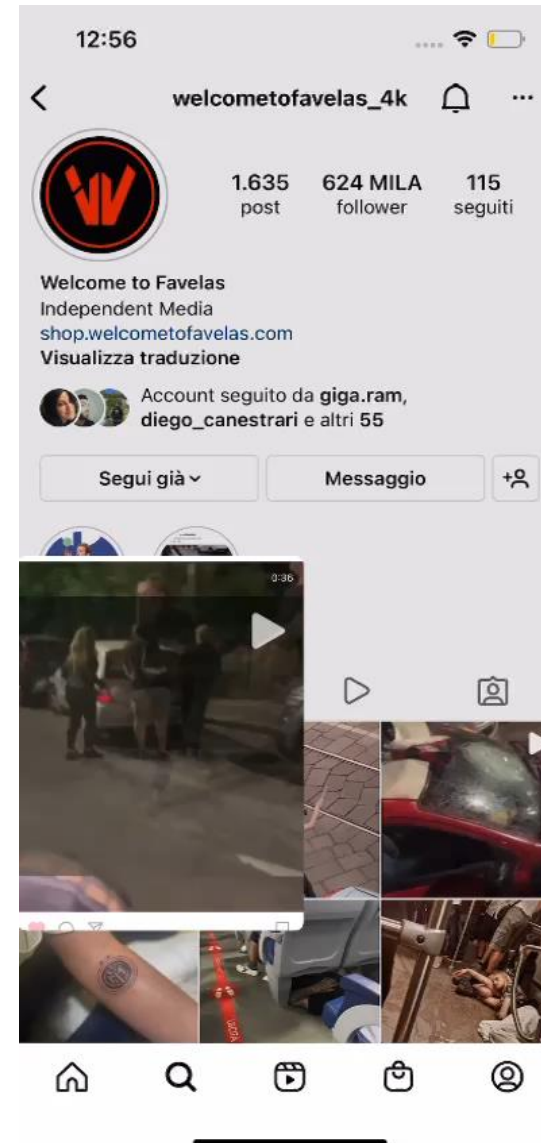 12:56
welcometofavelas_4k
1.635
post
624 MILA
follower
115
seguiti
Welcome to Favelas
Independent Media
shop.welcometofavelas.com
Visualizza traduzione
Account seguito da giga.ram,
diego_canestrari e altri 55
Segui già
Messaggio
0:36